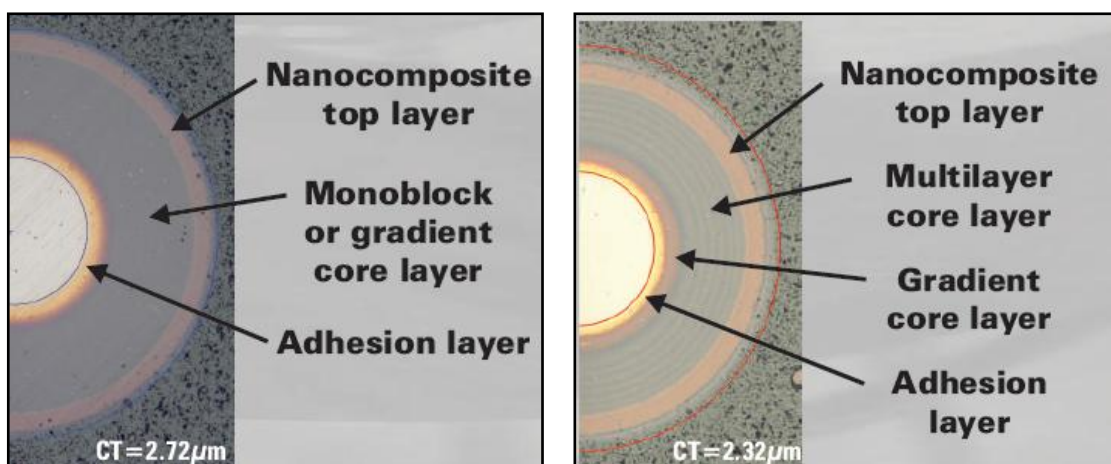 Nanocomposite
top layer
Monoblock
or gradient
core layer
Adhesion layer
CT=2.72µm
Nanocomposite
top layer
Multilayer
core layer
Gradient
core layer
Adhesion
layer
CT=2.32µm